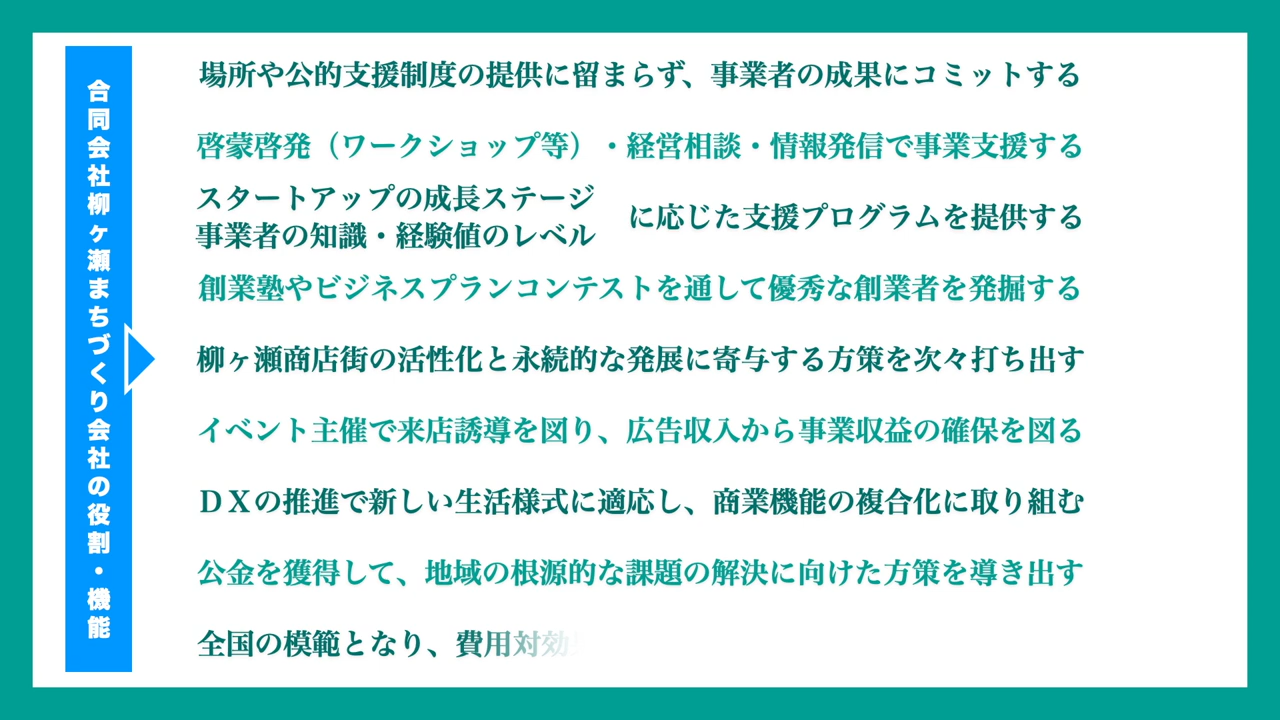 合同会社柳ヶ瀬まちづくり会社の役割・機能
場所や公的支援制度の提供に留まらず、事業者の成果にコミットする
啓蒙啓発（ワークショップ等）・経営相談・情報発信で事業支援する
スタートアップの成長ステージ
事業者の知識・経験値のレベル
に応じた支援プログラムを提供する
創業塾やビジネスプランコンテストを通して優秀な創業者を発掘する
柳ヶ瀬商店街の活性化と永続的な発展に寄与する方策を次々打ち出す
イベント主催で来店誘導を図り、広告収入から事業収益の確保を図る
ＤＸの推進で新しい生活様式に適応し、商業機能の複合化に取り組む
公金を獲得して、地域の根源的な課題の解決に向けた方策を導き出す
全国の模範となり、費用対効